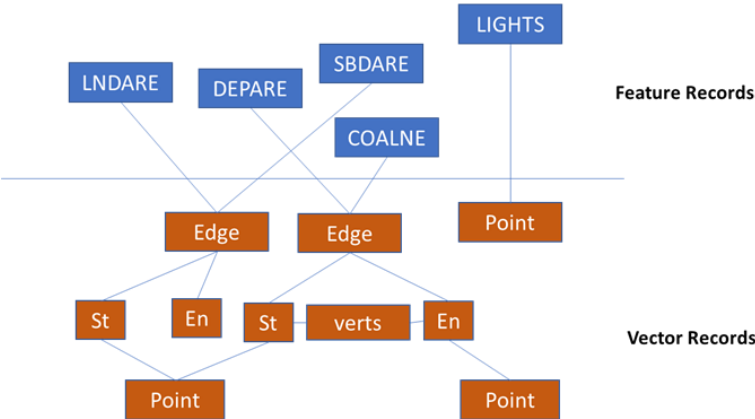 LIGHTS
SBDARE
LNDARE
DEPARE
Feature Records
COALNE
Edge
Edge
Point
St
En
St
verts
En
Vector Records
Point
Point